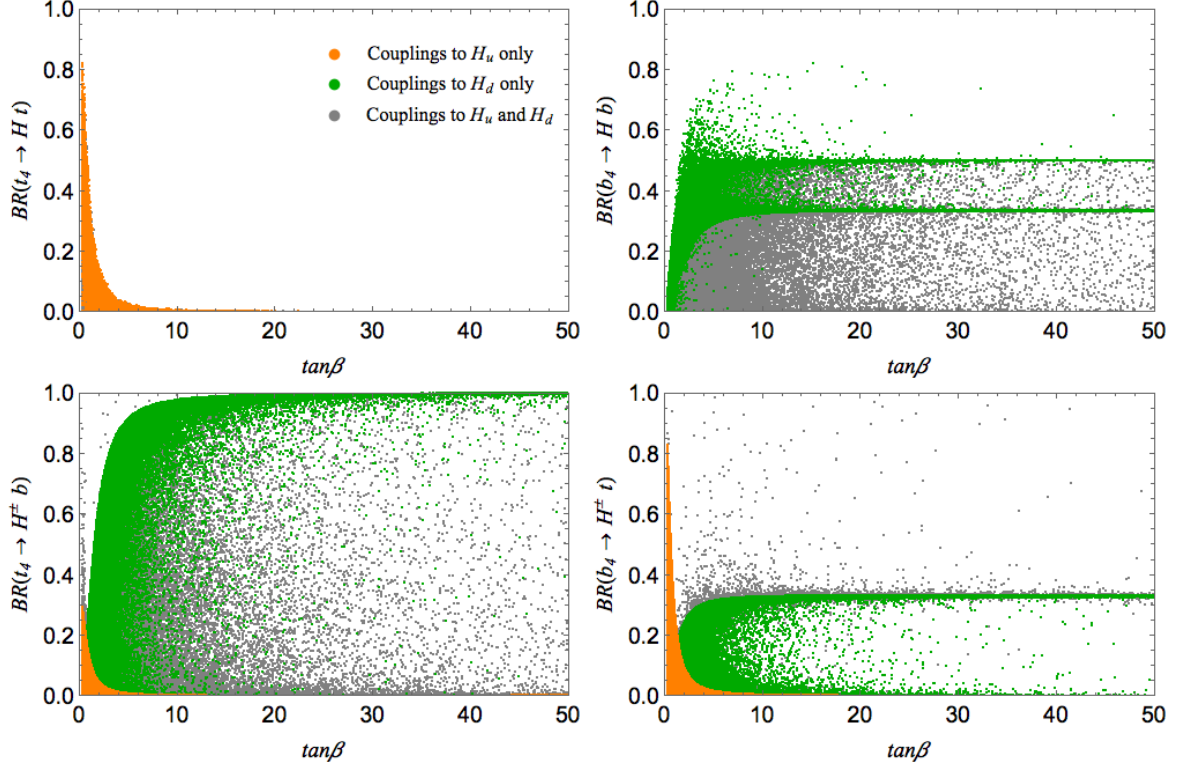 BR(t₄ → H t)
1.0
0.8
0.6
0.4
0.2
0.0
0 10 20 30 40 50
tanβ
Couplings to Hᵤ only
Couplings to H_d only
Couplings to Hᵤ and H_d
BR(b₄ → H b)
1.0
0.8
0.6
0.4
0.2
0.0
0 10 20 30 40 50
tanβ
BR(t₄ → H± b)
1.0
0.8
0.6
0.4
0.2
0.0
0 10 20 30 40 50
tanβ
BR(b₄ → H± t)
1.0
0.8
0.6
0.4
0.2
0.0
0 10 20 30 40 50
tanβ